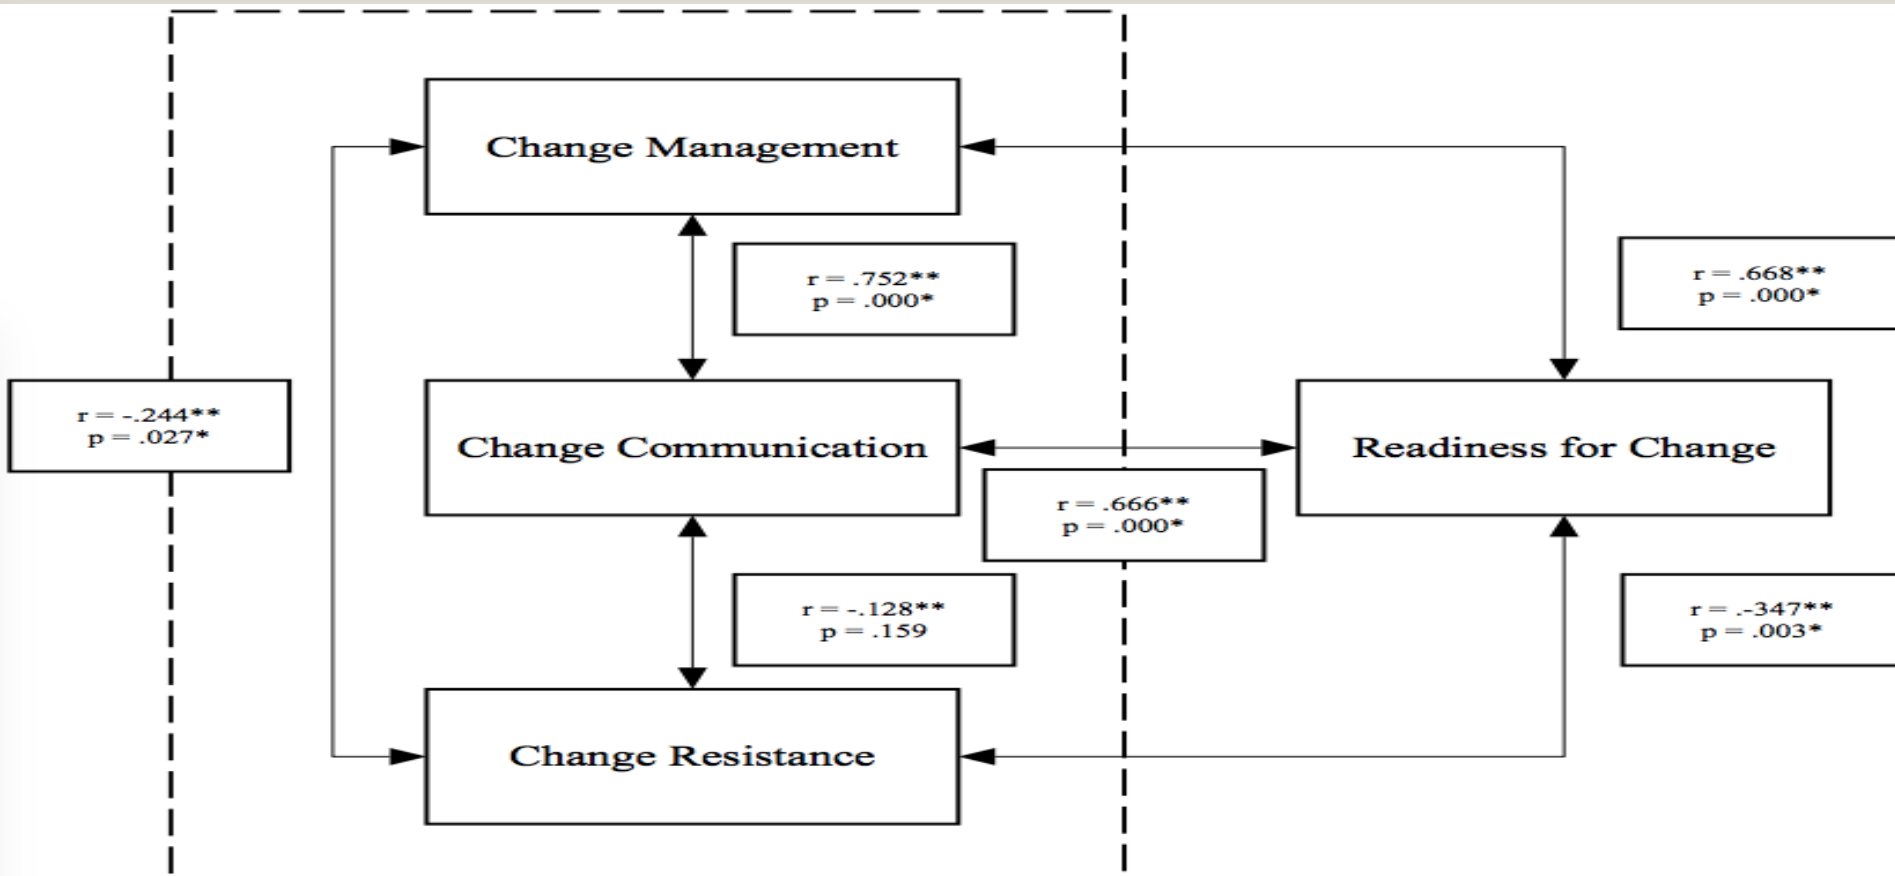 Change Management
r = .752**
p = .000*
r = .668**
p = .000*
r = -.244**
p = .027*
Change Communication
Readiness for Change
r = .666**
p = .000*
r = -.128**
p = .159
r = .-347**
p = .003*
Change Resistance